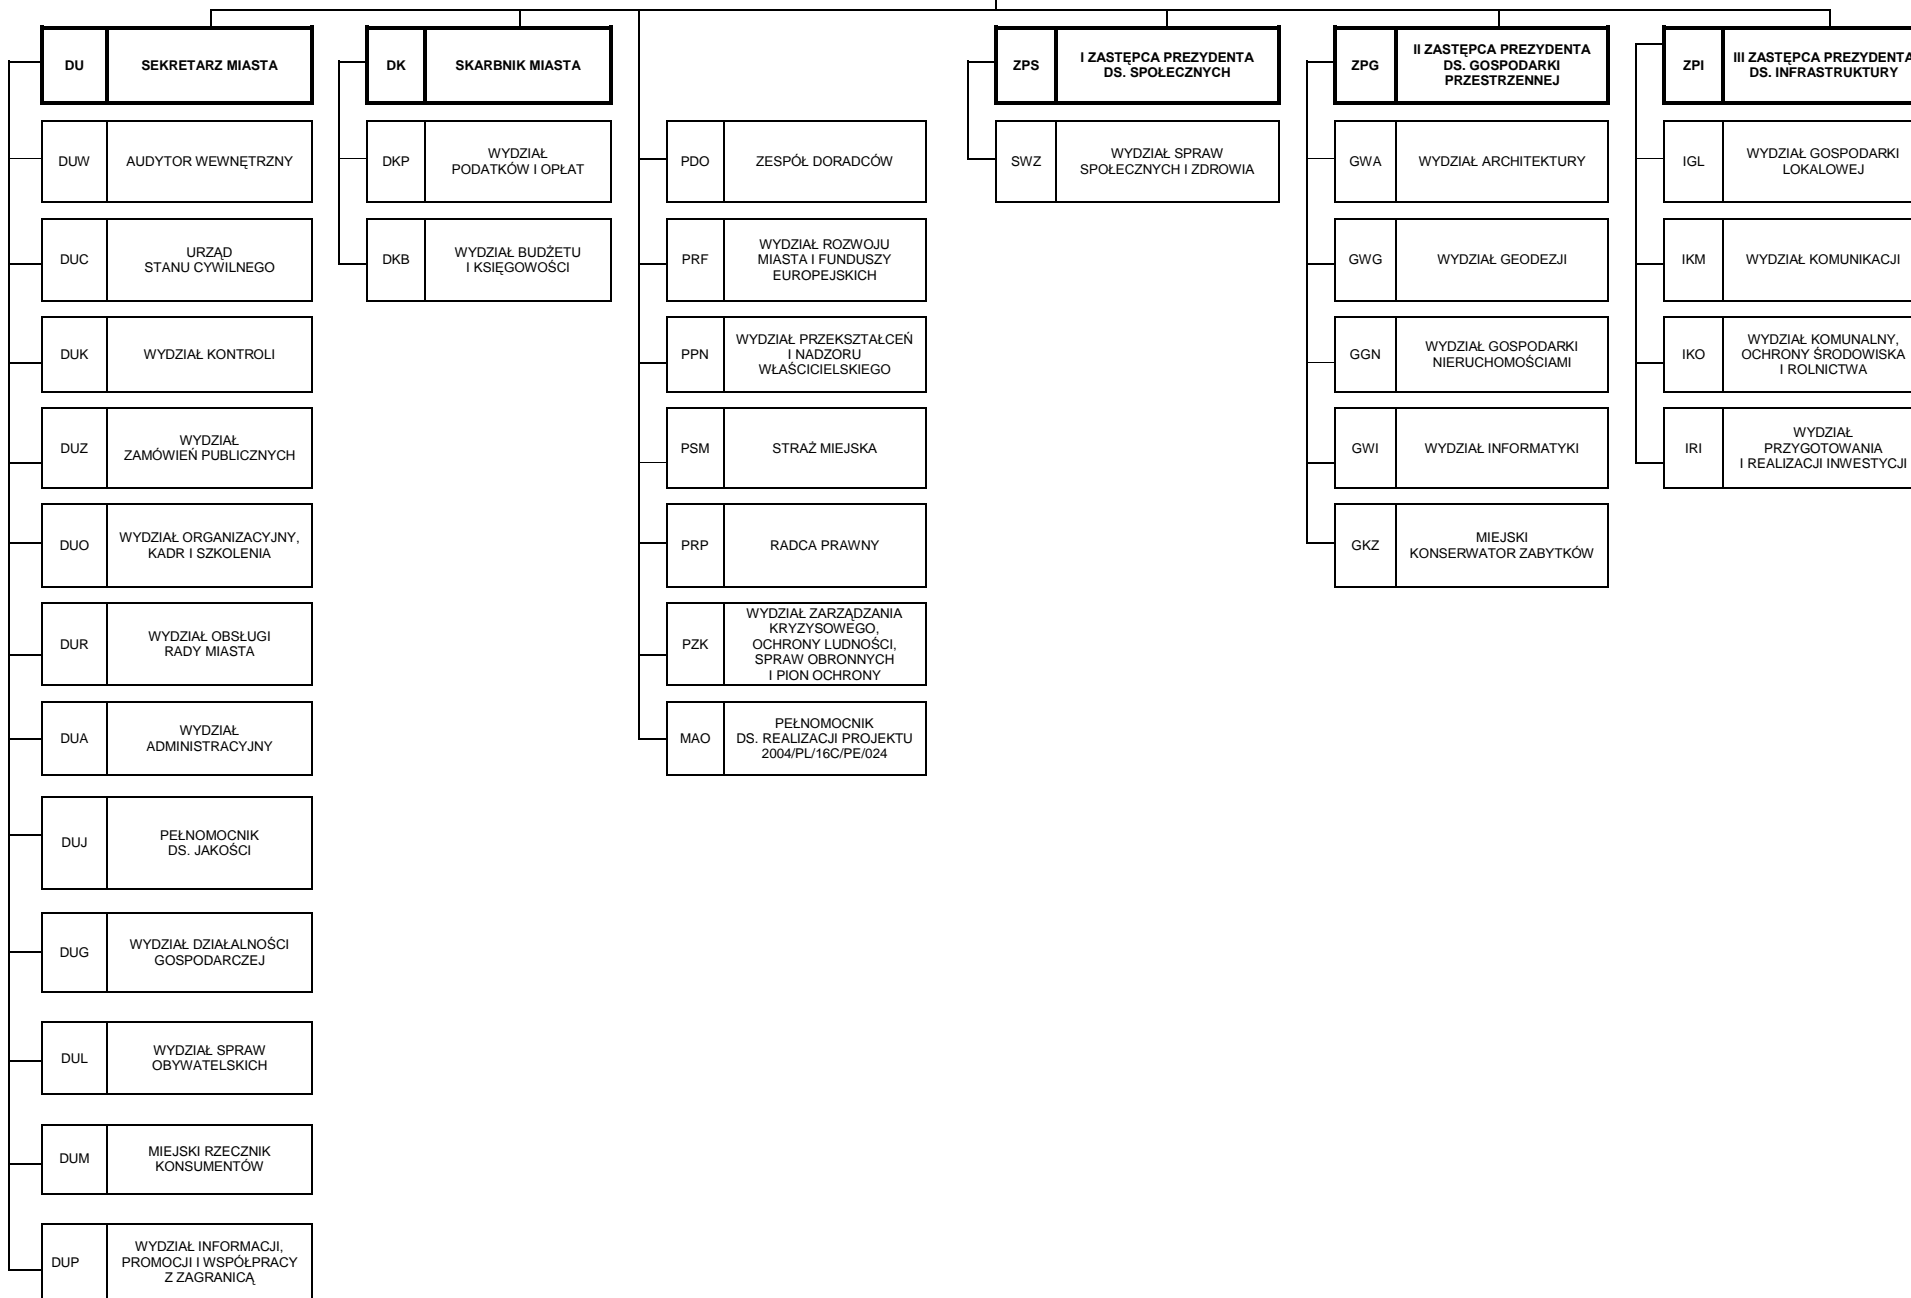 DU
SEKRETARZ MIASTA
DUW
AUDYTOR WEWNĘTRZNY
DUC
URZĄD
STANU CYWILNEGO
DUK
WYDZIAŁ KONTROLI
DUZ
WYDZIAŁ
ZAMÓWIEŃ PUBLICZNYCH
DUO
WYDZIAŁ ORGANIZACYJNY,
KADR I SZKOLENIA
DUR
WYDZIAŁ OBSŁUGI
RADY MIASTA
DUA
WYDZIAŁ
ADMINISTRACYJNY
DUJ
PEŁNOMOCNIK
DS. JAKOŚCI
DUG
WYDZIAŁ DZIAŁALNOŚCI
GOSPODARCZEJ
DUL
WYDZIAŁ SPRAW
OBYWATELSKICH
DUM
MIEJSKI RZECZNIK
KONSUMENTÓW
DUP
WYDZIAŁ INFORMACJI,
PROMOCJI I WSPÓŁPRACY
Z ZAGRANICĄ
DK
SKARBNIK MIASTA
DKP
WYDZIAŁ
PODATKÓW I OPŁAT
DKB
WYDZIAŁ BUDŻETU
I KSIĘGOWOŚCI
PDO
ZESPÓŁ DORADCÓW
PRF
WYDZIAŁ ROZWOJU
MIASTA I FUNDUSZY
EUROPEJSKICH
PPN
WYDZIAŁ PRZEKSZTAŁCEŃ
I NADZORU
WŁAŚCICIELSKIEGO
PSM
STRAŻ MIEJSKA
PRP
RADCA PRAWNY
PZK
WYDZIAŁ ZARZĄDZANIA
KRYZYSOWEGO,
OCHRONY LUDNOŚCI,
SPRAW OBRONNYCH
I PION OCHRONY
MAO
PEŁNOMOCNIK
DS. REALIZACJI PROJEKTU
2004/PL/16C/PE/024
ZPS
I ZASTĘPCA PREZYDENTA
DS. SPOŁECZNYCH
SWZ
WYDZIAŁ SPRAW
SPOŁECZNYCH I ZDROWIA
ZPG
II ZASTĘPCA PREZYDENTA
DS. GOSPODARKI
PRZESTRZENNEJ
GWA
WYDZIAŁ ARCHITEKTURY
GWG
WYDZIAŁ GEODEZJI
GGN
WYDZIAŁ GOSPODARKI
NIERUCHOMOŚCIAMI
GWI
WYDZIAŁ INFORMATYKI
GKZ
MIEJSKI
KONSERWATOR ZABYTKÓW
ZPI
III ZASTĘPCA PREZYDENTA
DS. INFRASTRUKTURY
IGL
WYDZIAŁ GOSPODARKI
LOKALOWEJ
IKM
WYDZIAŁ KOMUNIKACJI
IKO
WYDZIAŁ KOMUNALNY,
OCHRONY ŚRODOWISKA
I ROLNICTWA
IRI
WYDZIAŁ
PRZYGOTOWANIA
I REALIZACJI INWESTYCJI